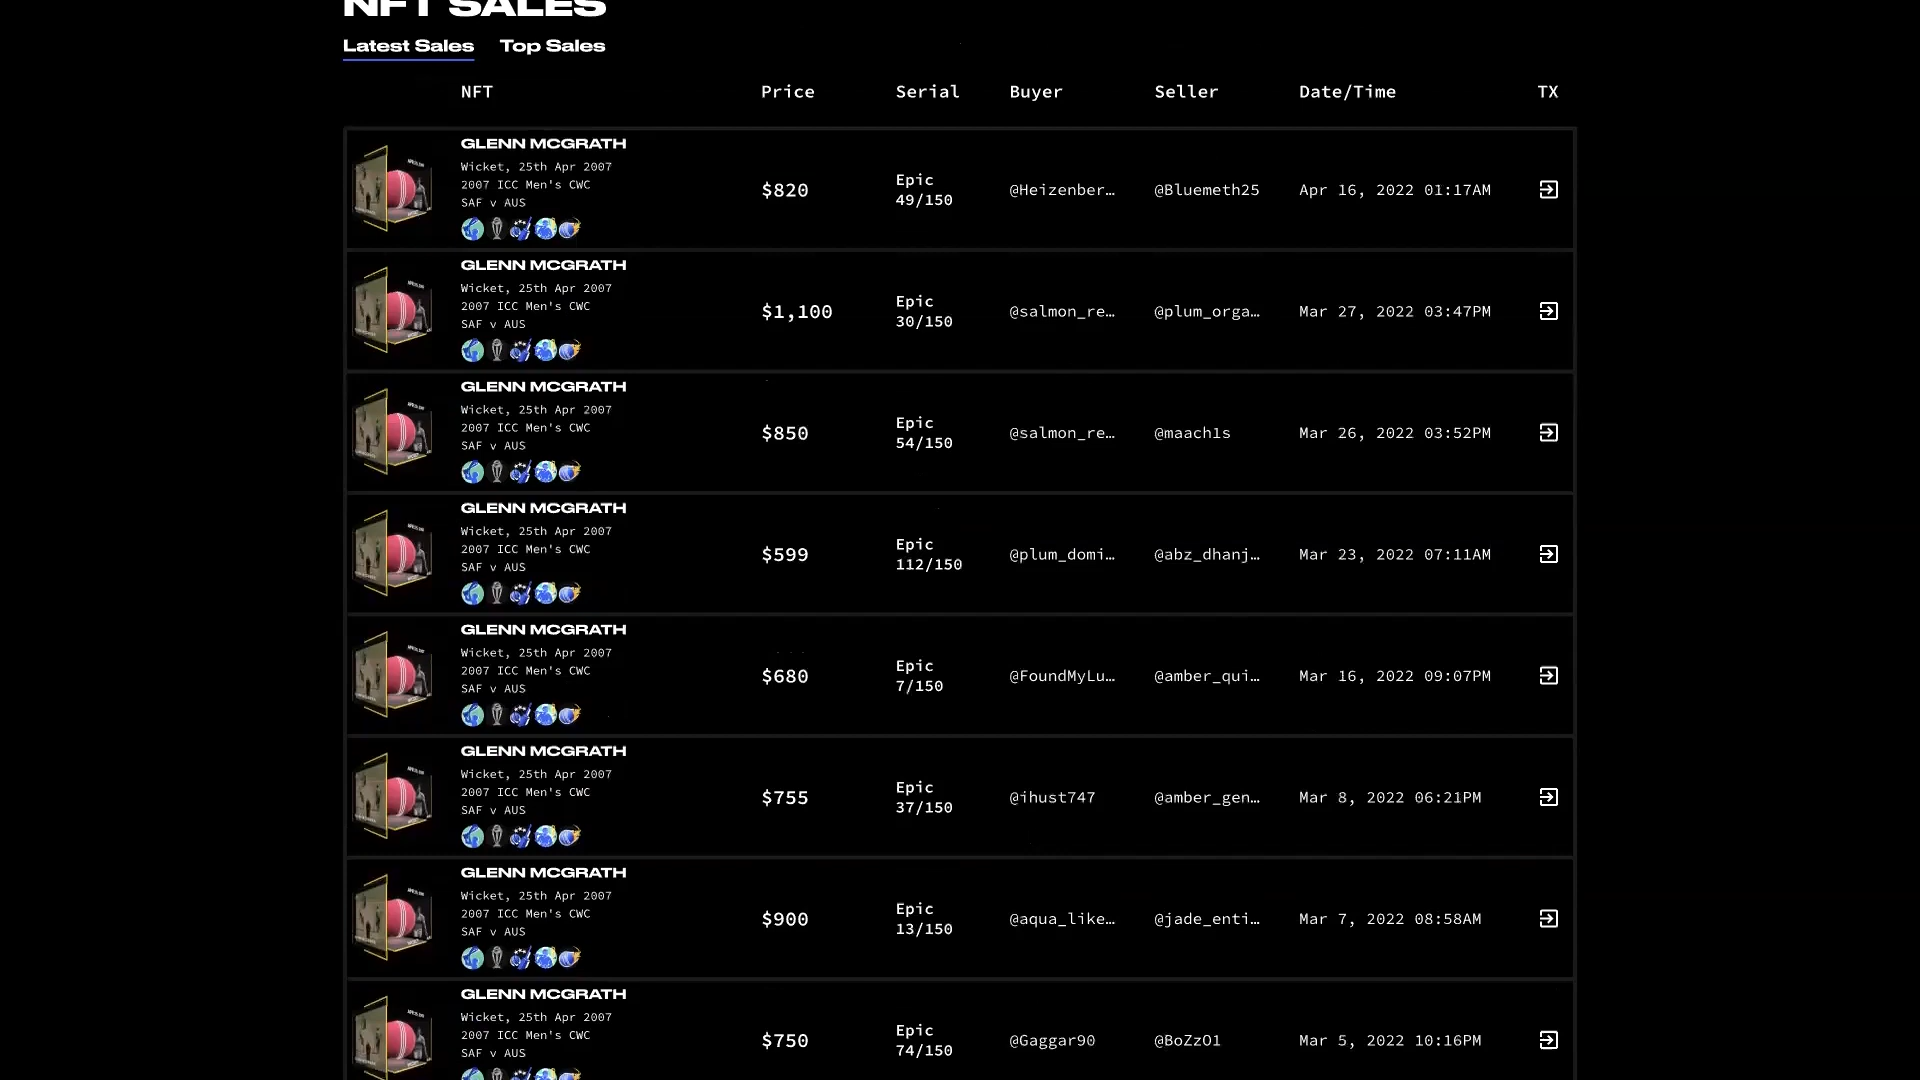 NFT SALES
Latest Sales Top Sales
NFT Price Serial Buyer Seller Date/Time TX
GLENN MCGRATH
Wicket, 25th Apr 2007
2007 ICC Men's CWC
SAF v AUS
$820
Epic
49/150
@Heizenber…
@Bluemeth25
Apr 16, 2022 01:17AM
GLENN MCGRATH
Wicket, 25th Apr 2007
2007 ICC Men's CWC
SAF v AUS
$1,100
Epic
30/150
@salmon_re…
@plum_orga…
Mar 27, 2022 03:47PM
GLENN MCGRATH
Wicket, 25th Apr 2007
2007 ICC Men's CWC
SAF v AUS
$850
Epic
54/150
@salmon_re…
@maach1s
Mar 26, 2022 03:52PM
GLENN MCGRATH
Wicket, 25th Apr 2007
2007 ICC Men's CWC
SAF v AUS
$599
Epic
112/150
@plum_domi…
@abz_dhanj…
Mar 23, 2022 07:11AM
GLENN MCGRATH
Wicket, 25th Apr 2007
2007 ICC Men's CWC
SAF v AUS
$680
Epic
7/150
@FoundMyLu…
@amber_qui…
Mar 16, 2022 09:07PM
GLENN MCGRATH
Wicket, 25th Apr 2007
2007 ICC Men's CWC
SAF v AUS
$755
Epic
37/150
@ihust747
@amber_gen…
Mar 8, 2022 06:21PM
GLENN MCGRATH
Wicket, 25th Apr 2007
2007 ICC Men's CWC
SAF v AUS
$900
Epic
13/150
@aqua_like…
@jade_enti…
Mar 7, 2022 08:58AM
GLENN MCGRATH
Wicket, 25th Apr 2007
2007 ICC Men's CWC
SAF v AUS
$750
Epic
74/150
@Gaggar90
@BoZzO1
Mar 5, 2022 10:16PM